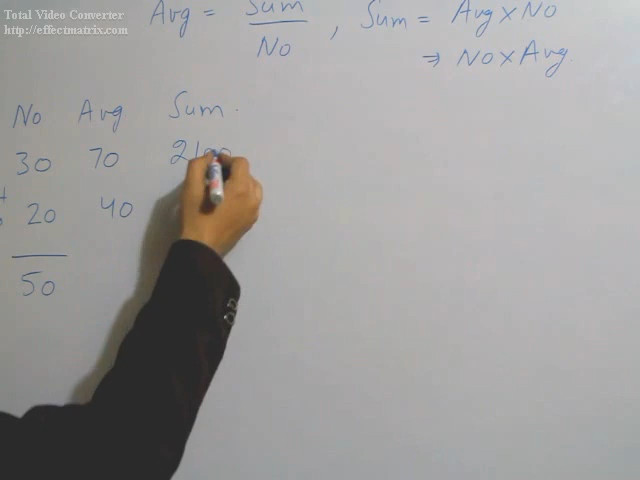 Total Video Converter
http://effectmatrix.com
Avg = Sum / No , Sum = Avg × No
⇒ No × Avg
No Avg Sum.
30 70 2100
20 40
50